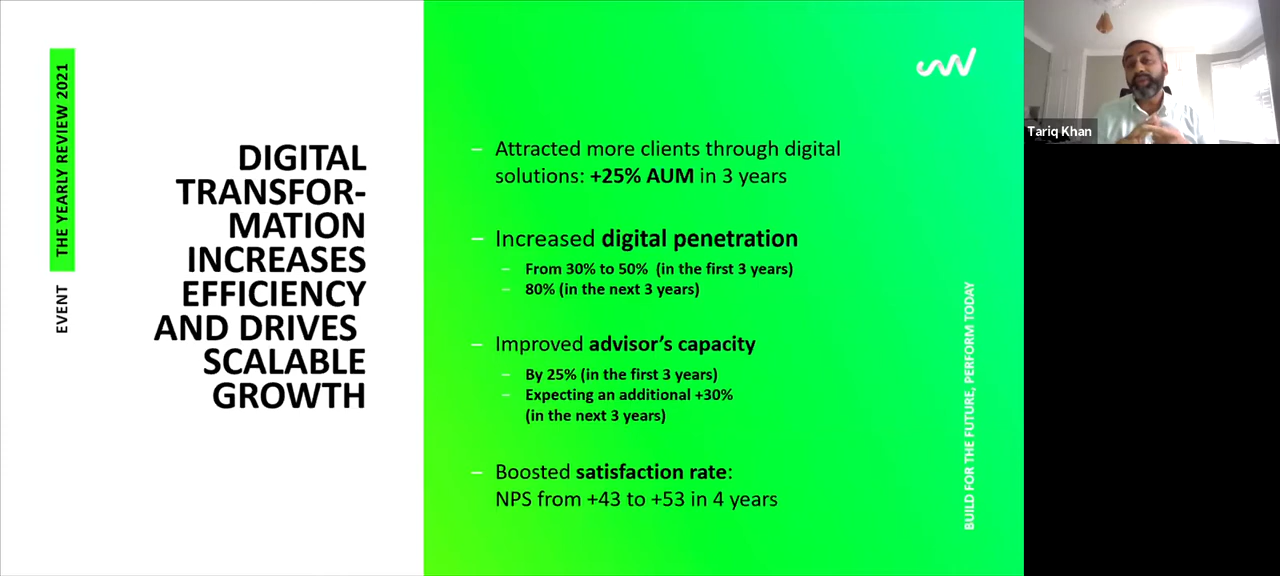 THE YEARLY REVIEW 2021
EVENT
DIGITAL
TRANSFOR-
MATION
INCREASES
EFFICIENCY
AND DRIVES
SCALABLE
GROWTH
– Attracted more clients through digital
solutions: +25% AUM in 3 years
– Increased digital penetration
– From 30% to 50% (in the first 3 years)
– 80% (in the next 3 years)
– Improved advisor’s capacity
– By 25% (in the first 3 years)
– Expecting an additional +30%
(in the next 3 years)
– Boosted satisfaction rate:
NPS from +43 to +53 in 4 years
BUILD FOR THE FUTURE, PERFORM TODAY
Tariq Khan